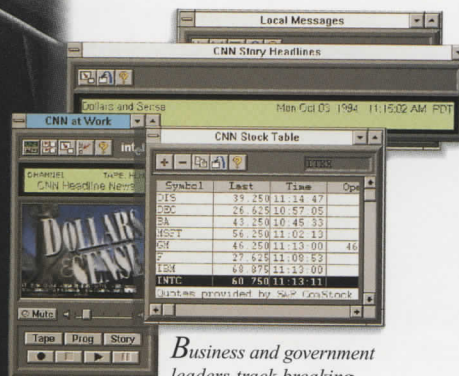 Local Messages
CNN Story Headlines
Dollars and Sense Mon Oct 03 1994 11:15:02 AM PDT
CNN at Work
CHANNEL
CNN Headline News
DOLLARS
SENSE
Mute
Tape Prog Story
CNN Stock Table
Symbol Last Time Ope
DIS 39.250 11:14:47
DEC 26.625 10:57:05
BA 43.250 10:45:33
MSFT 56.250 11:02:13
GM 46.250 11:13:00 46
F 27.625 11:08:53
IBM 68.875 11:13:00
INTC 60.750 11:13:11
Quotes provided by S&P ComStock
Business and government
leaders track breaking